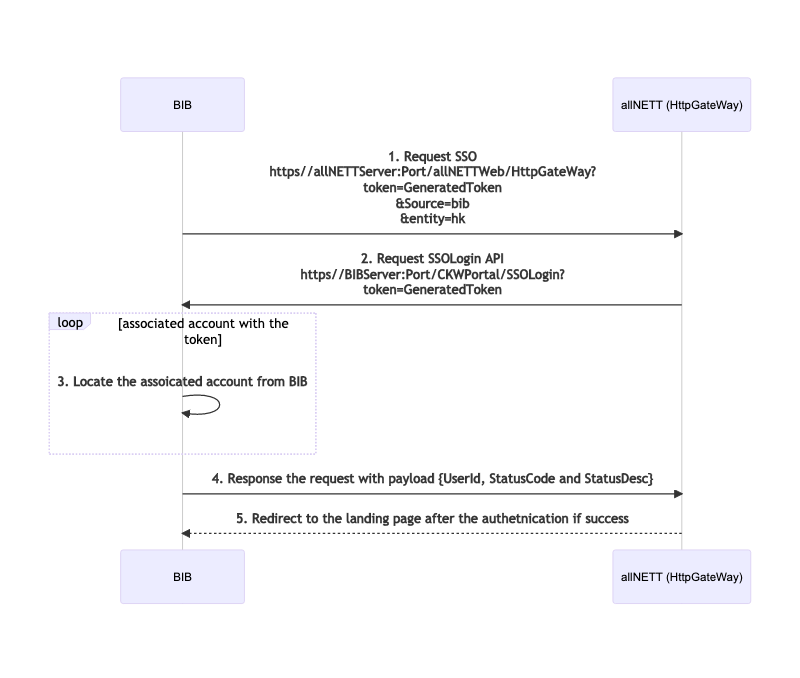 BIB
allNETT (HttpGateWay)
1. Request SSO
https//allNETTServer:Port/allNETTWeb/HttpGateWay?
token=GeneratedToken
&Source=bib
&entity=hk
2. Request SSOLogin API
https//BIBServer:Port/CKWPortal/SSOLogin?
token=GeneratedToken
loop
[associated account with the
token]
3. Locate the assoicated account from BIB
4. Response the request with payload {UserId, StatusCode and StatusDesc}
5. Redirect to the landing page after the authetnication if success
BIB
allNETT (HttpGateWay)